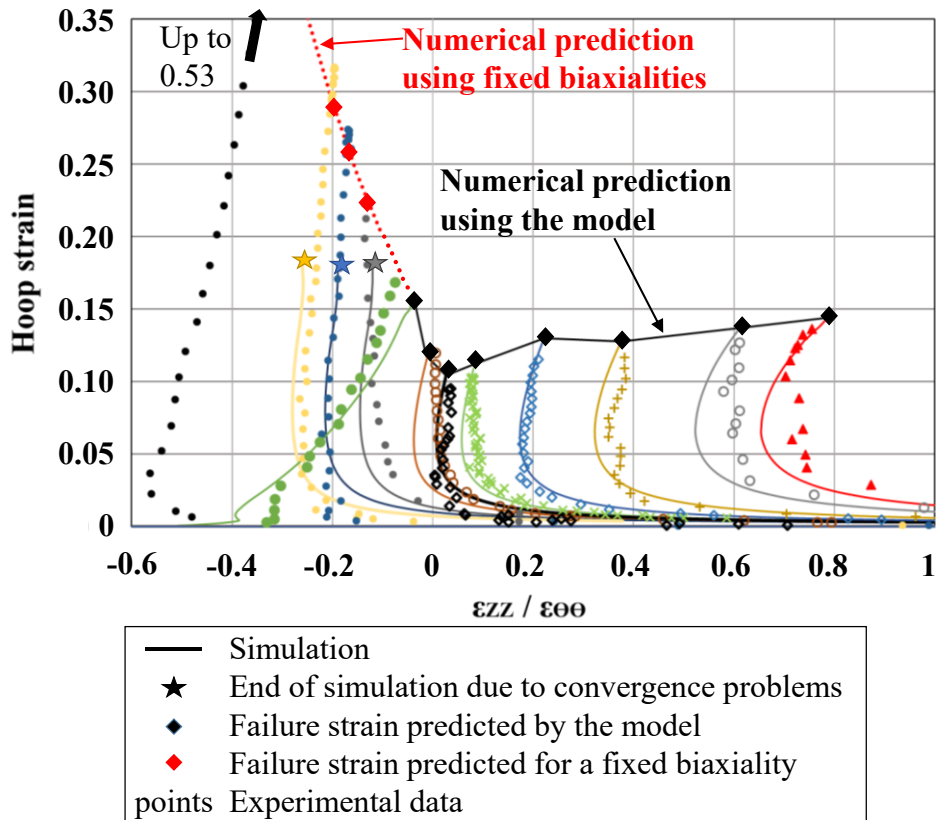 0.35
Up to
0.53
Numerical prediction
using fixed biaxialities
0.30
0.25
Numerical prediction
using the model
0.20
0.15
0.10
0.05
0
Hoop strain
-0.6 -0.4 -0.2 0 0.2 0.4 0.6 0.8 1
εzz / εθθ
Simulation
End of simulation due to convergence problems
Failure strain predicted by the model
Failure strain predicted for a fixed biaxiality
points Experimental data